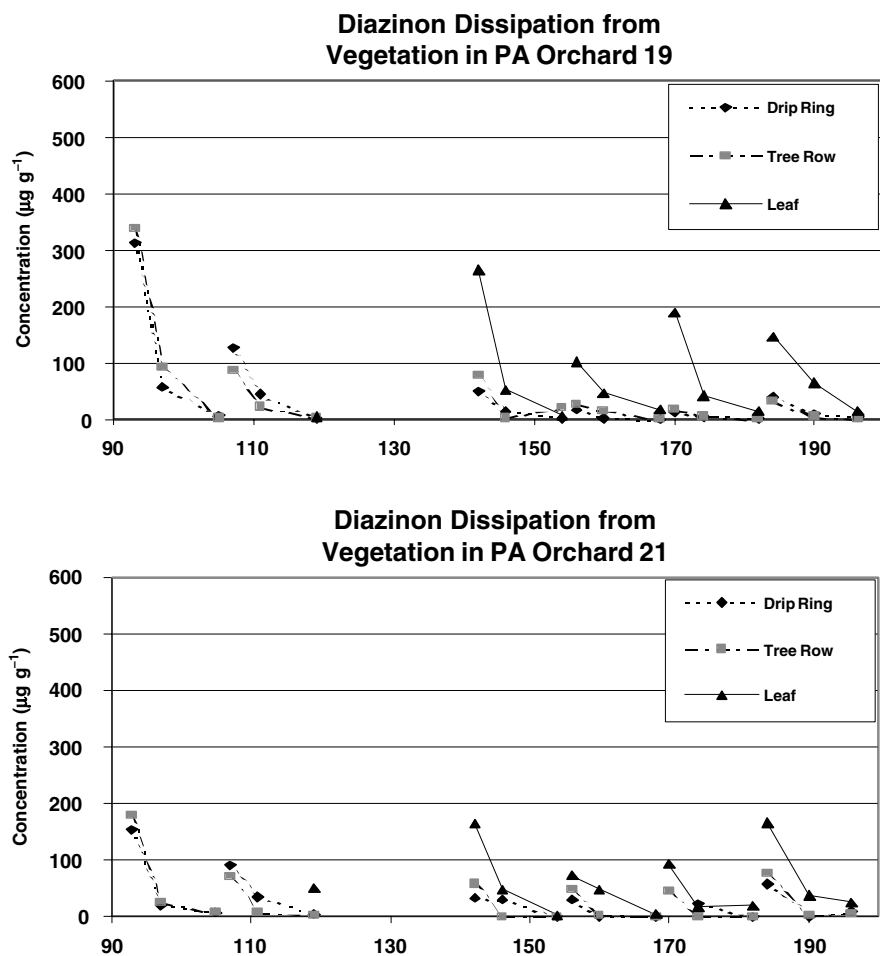 Diazinon Dissipation from
Vegetation in PA Orchard 19
Concentration (µg g⁻¹)
600
500
400
300
200
100
0
90
110
130
150
170
190
Drip Ring
Tree Row
Leaf
Diazinon Dissipation from
Vegetation in PA Orchard 21
Concentration (µg g⁻¹)
600
500
400
300
200
100
0
90
110
130
150
170
190
Drip Ring
Tree Row
Leaf